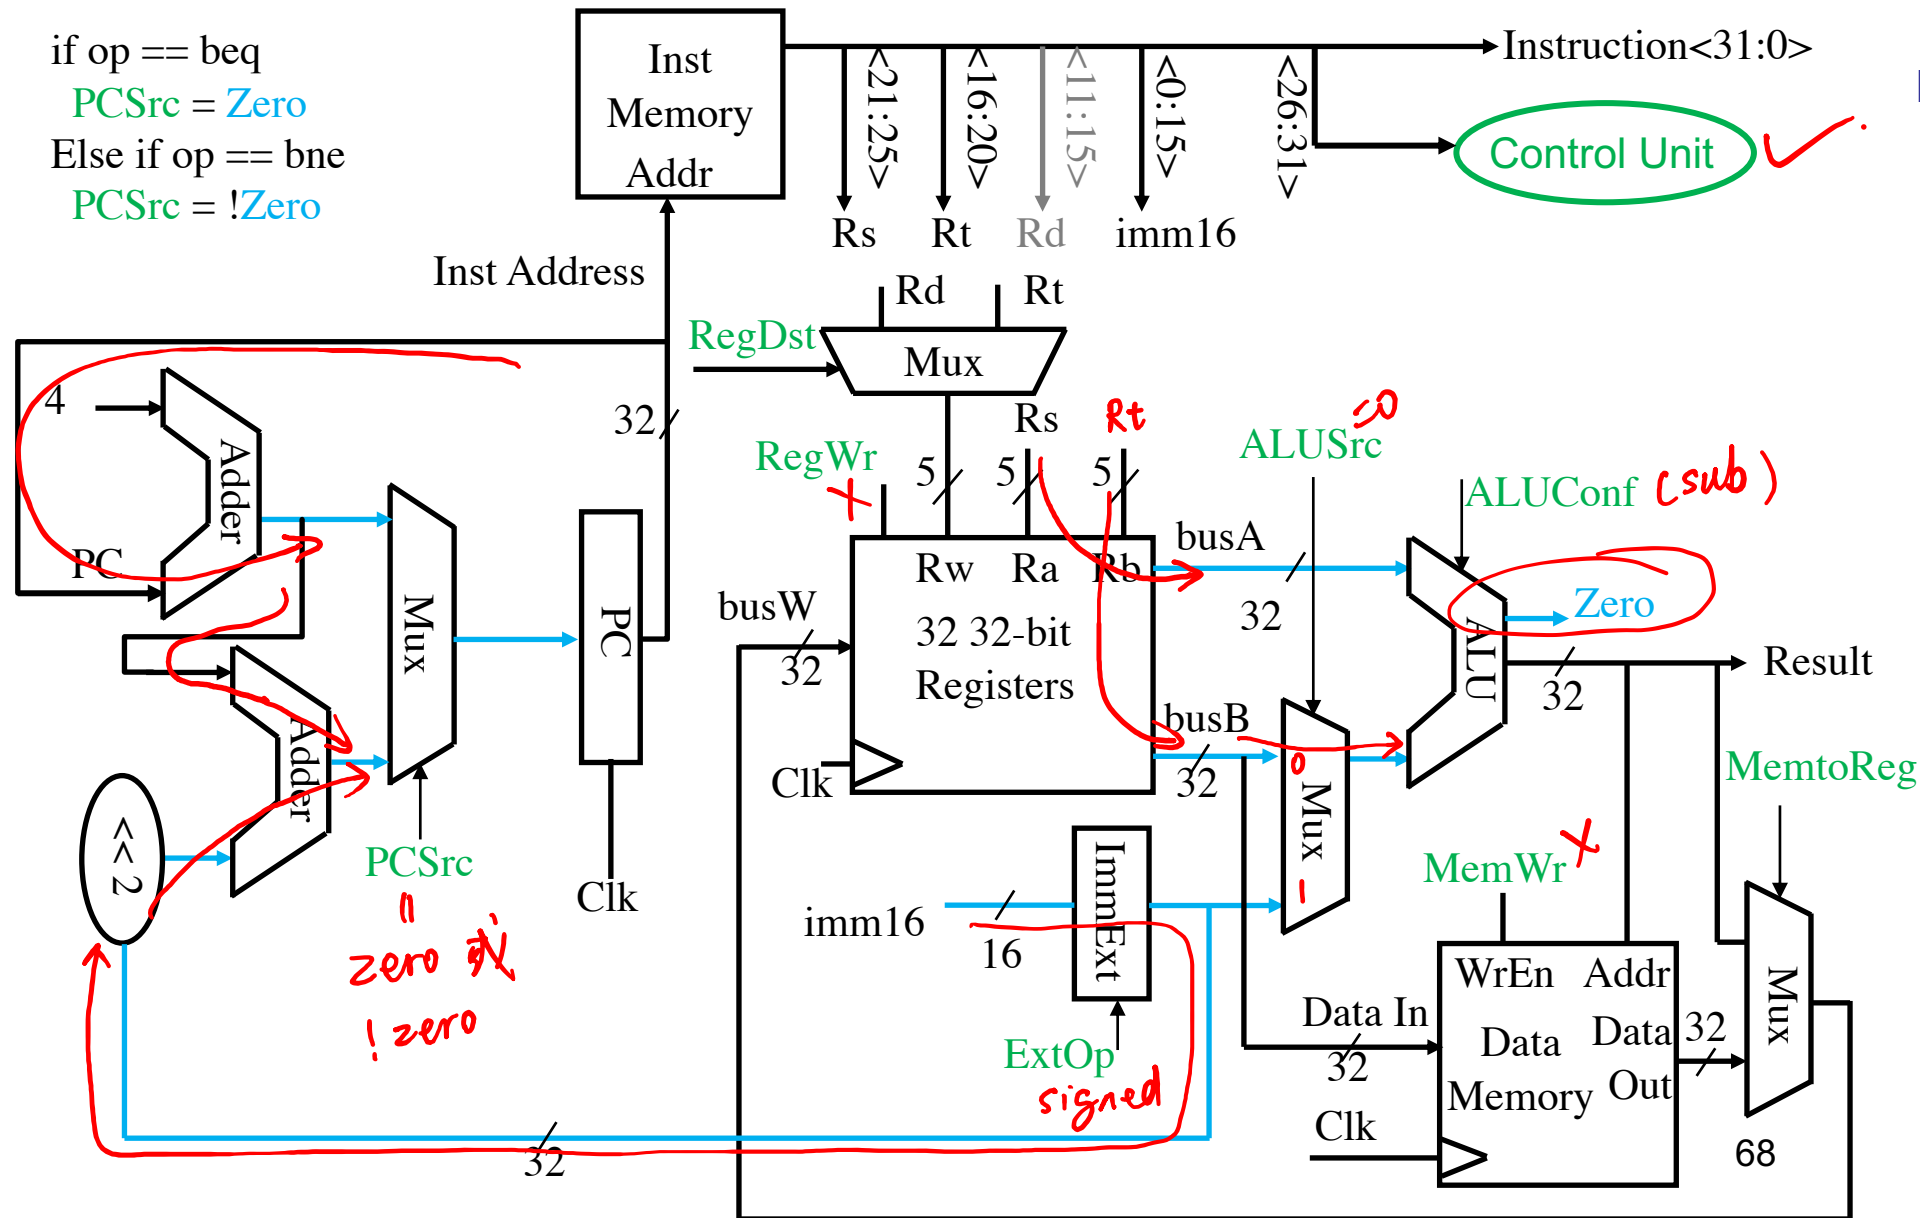 if op == beq
PCSrc = Zero
Else if op == bne
PCSrc = !Zero
Inst
Memory
Addr
Instruction<31:0>
<21:25>
<16:20>
<11:15>
<0:15>
<26:31>
Control Unit
Rs
Rt
Rd
imm16
Inst Address
Rd
Rt
RegDst
Mux
4
Adder
PC
32
Rs
Rt
=0
ALUSrc
RegWr
5
5
5
ALUConf (sub)
busA
32
Rw
Ra
Rb
busW
32
32 32-bit
Registers
Clk
busB
32
Zero
ALU
32
Result
Mux
PC
Adder
<< 2
PCSrc
zero 或
! zero
Clk
0
Mux
1
MemtoReg
MemWr
imm16
16
ImmExt
ExtOp
signed
32
Data In
32
WrEn
Addr
Data
Memory
Data
Out
32
Mux
Clk
68